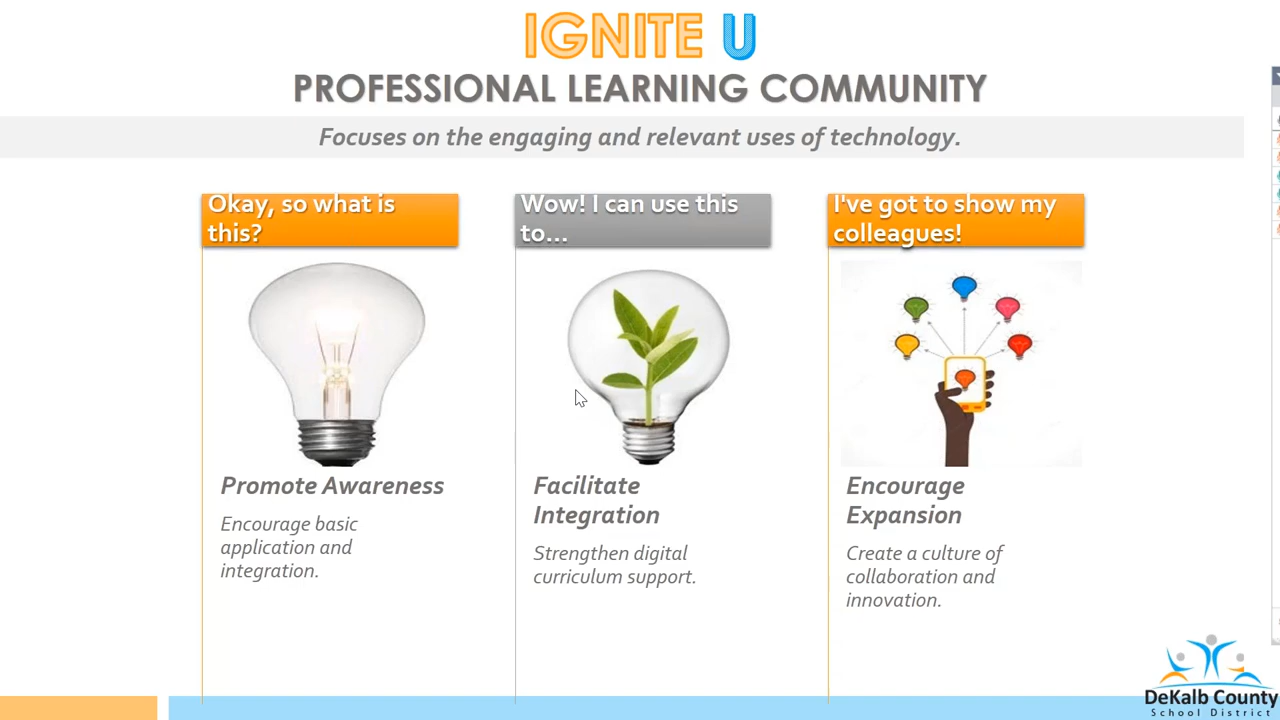 IGNITE U
PROFESSIONAL LEARNING COMMUNITY
Focuses on the engaging and relevant uses of technology.
Okay, so what is
this?
Promote Awareness
Encourage basic
application and
integration.
Wow! I can use this
to...
Facilitate
Integration
Strengthen digital
curriculum support.
I've got to show my
colleagues!
Encourage
Expansion
Create a culture of
collaboration and
innovation.
DeKalb County
School District